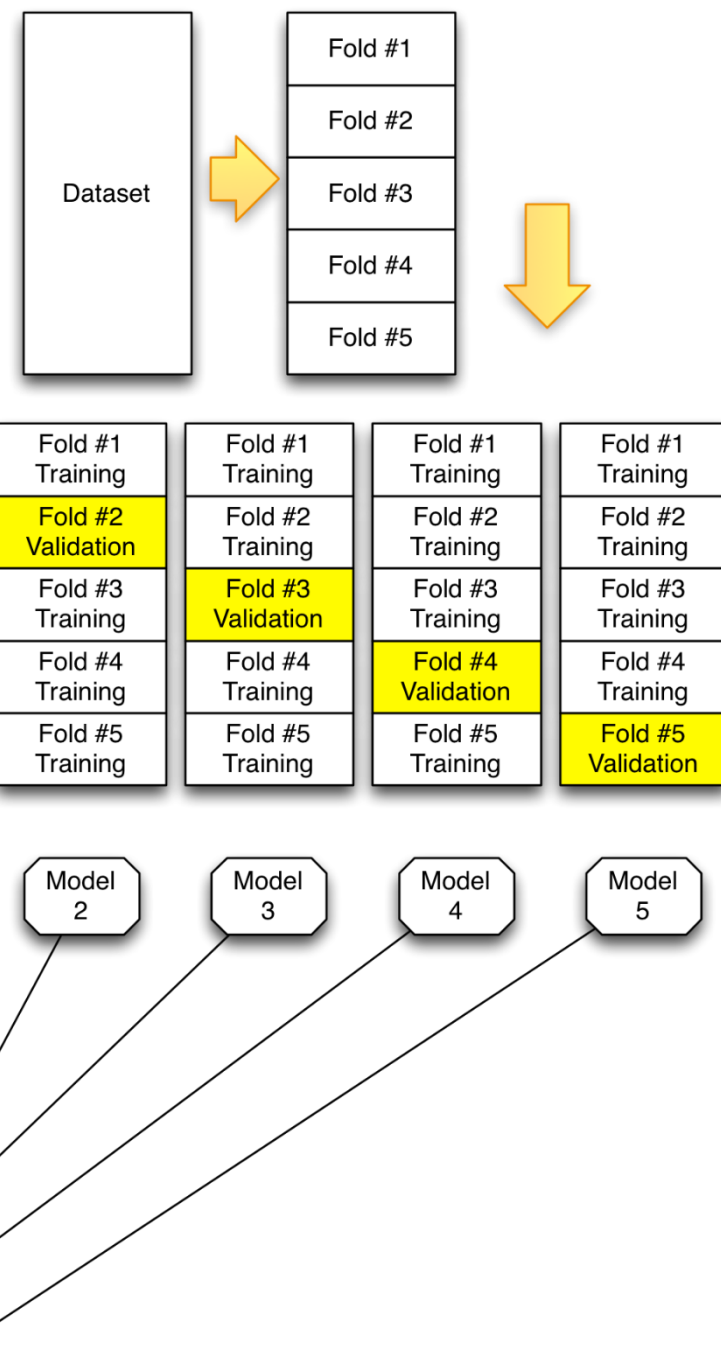 Dataset
Fold #1
Fold #2
Fold #3
Fold #4
Fold #5
Fold #1
Training
Fold #2
Validation
Fold #3
Training
Fold #4
Training
Fold #5
Training
Fold #1
Training
Fold #2
Training
Fold #3
Validation
Fold #4
Training
Fold #5
Training
Fold #1
Training
Fold #2
Training
Fold #3
Training
Fold #4
Validation
Fold #5
Training
Fold #1
Training
Fold #2
Training
Fold #3
Training
Fold #4
Training
Fold #5
Validation
Model
2
Model
3
Model
4
Model
5